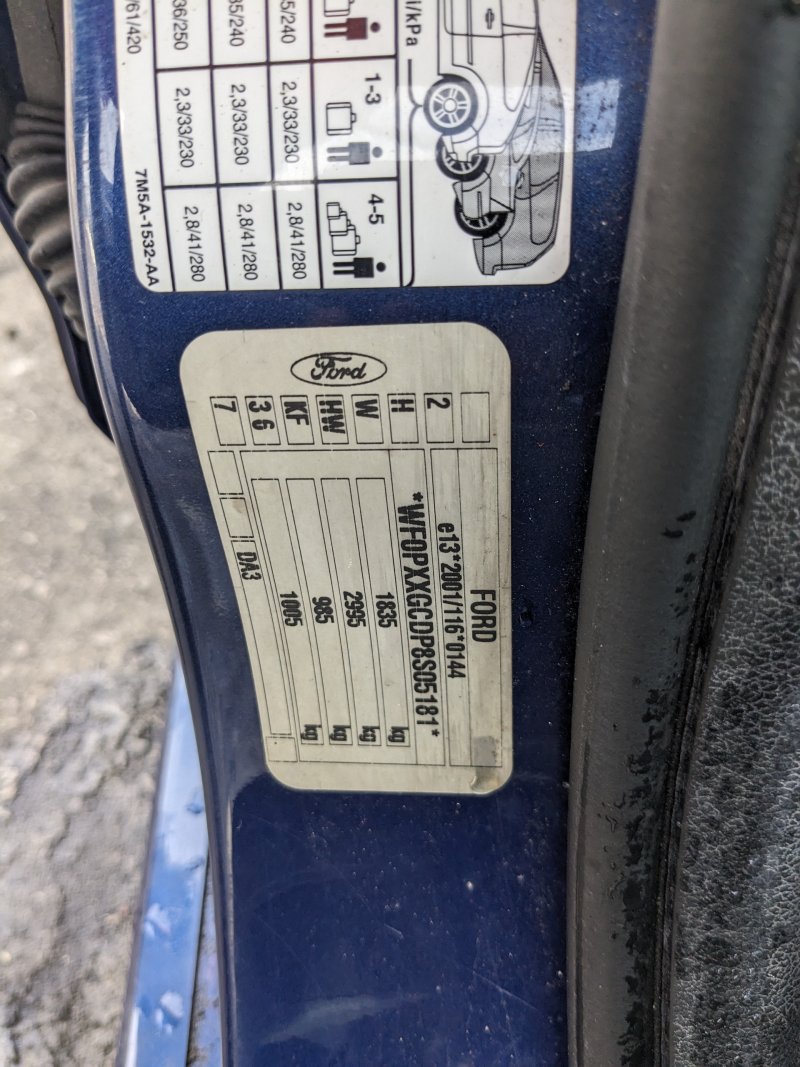 i/kPa
1-3 4-5
5/240 2,3/33/230 2,8/41/280
35/240 2,3/33/230 2,8/41/280
36/250 2,3/33/230 2,8/41/280
/61/420 7M5A-1532-AA
Ford
FORD
2 e13*2001/116*0144
H *WF0PXXGCDP8S05181*
W 1835 kg
HW 2995 kg
KF 985 kg
3 6 1005 kg
7 DA3